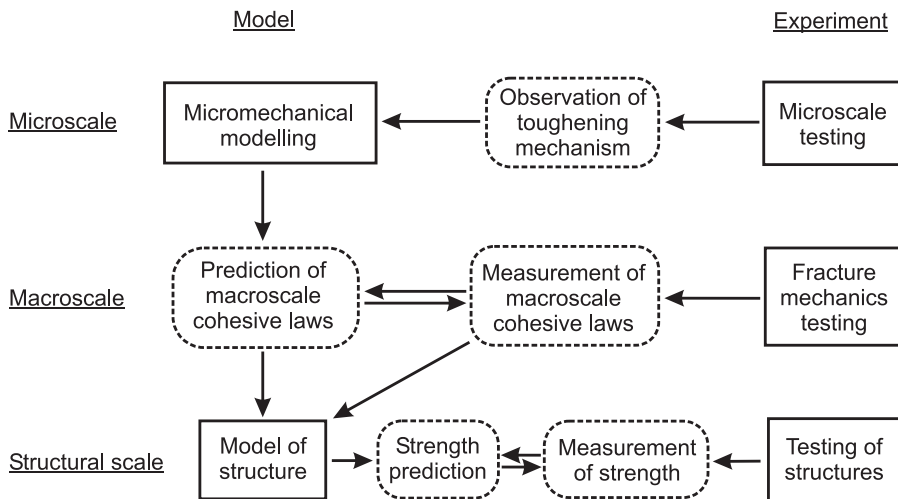 Model
Experiment
Microscale
Micromechanical
modelling
Observation of
toughening
mechanism
Microscale
testing
Macroscale
Prediction of
macroscale
cohesive laws
Measurement of
macroscale
cohesive laws
Fracture
mechanics
testing
Structural scale
Model of
structure
Strength
prediction
Measurement
of strength
Testing of
structures